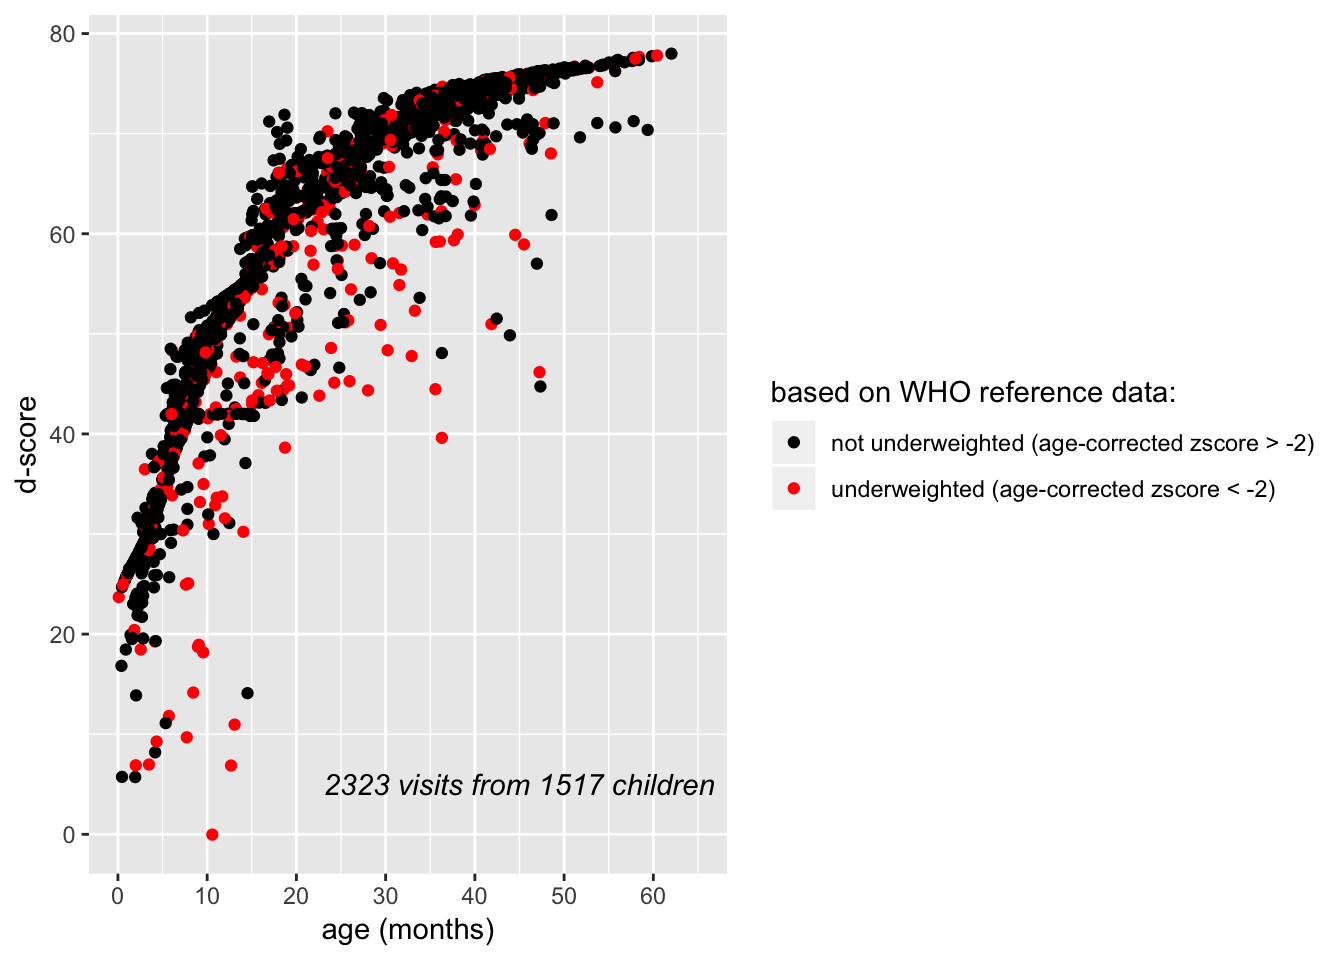 80
60
40
20
0
d-score
2323 visits from 1517 children
0 10 20 30 40 50 60
age (months)
based on WHO reference data:
not underweighted (age-corrected zscore > -2)
underweighted (age-corrected zscore < -2)